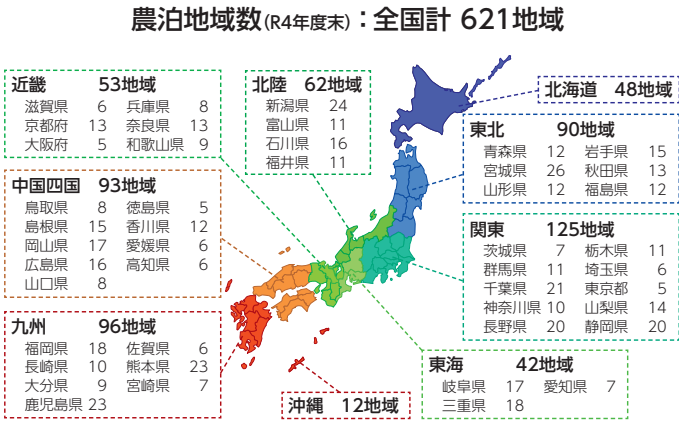 農泊地域数(R4年度末)：全国計 621地域
近畿 53地域
滋賀県 6 兵庫県 8
京都府 13 奈良県 13
大阪府 5 和歌山県 9
北陸 62地域
新潟県 24
富山県 11
石川県 16
福井県 11
北海道 48地域
東北 90地域
青森県 12 岩手県 15
宮城県 26 秋田県 13
山形県 12 福島県 12
中国四国 93地域
鳥取県 8 徳島県 5
島根県 15 香川県 12
岡山県 17 愛媛県 6
広島県 16 高知県 6
山口県 8
関東 125地域
茨城県 7 栃木県 11
群馬県 11 埼玉県 6
千葉県 21 東京都 5
神奈川県 10 山梨県 14
長野県 20 静岡県 20
九州 96地域
福岡県 18 佐賀県 6
長崎県 10 熊本県 23
大分県 9 宮崎県 7
鹿児島県 23
沖縄 12地域
東海 42地域
岐阜県 17 愛知県 7
三重県 18